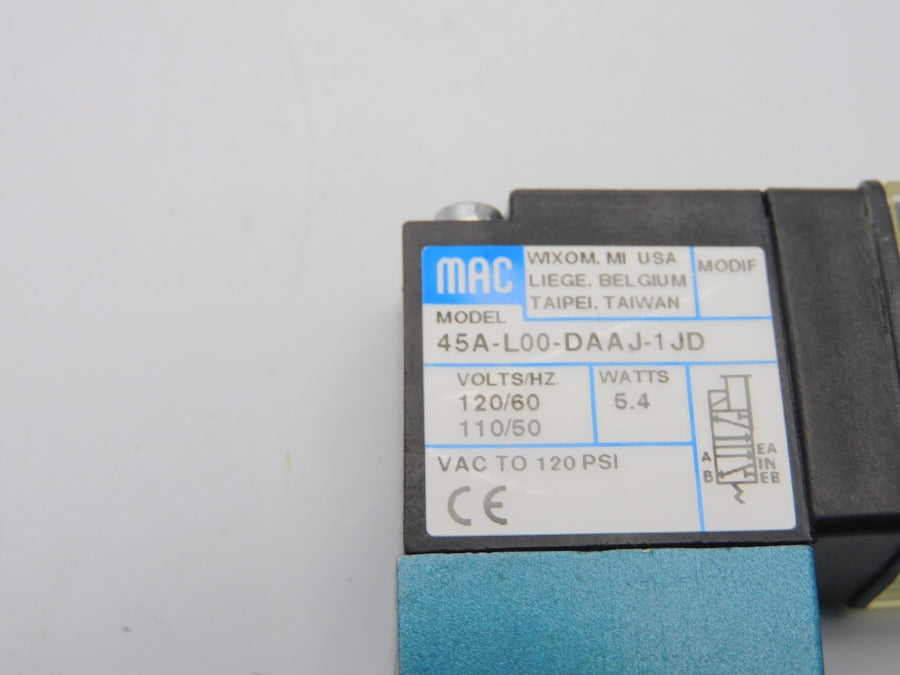 MAC
WIXOM, MI USA
LIEGE, BELGIUM
TAIPEI, TAIWAN
MODIF
MODEL
45A-L00-DAAJ-1JD
VOLTS/HZ.
120/60
110/50
WATTS
5.4
VAC TO 120 PSI
CE
A
B
EA
IN
EB